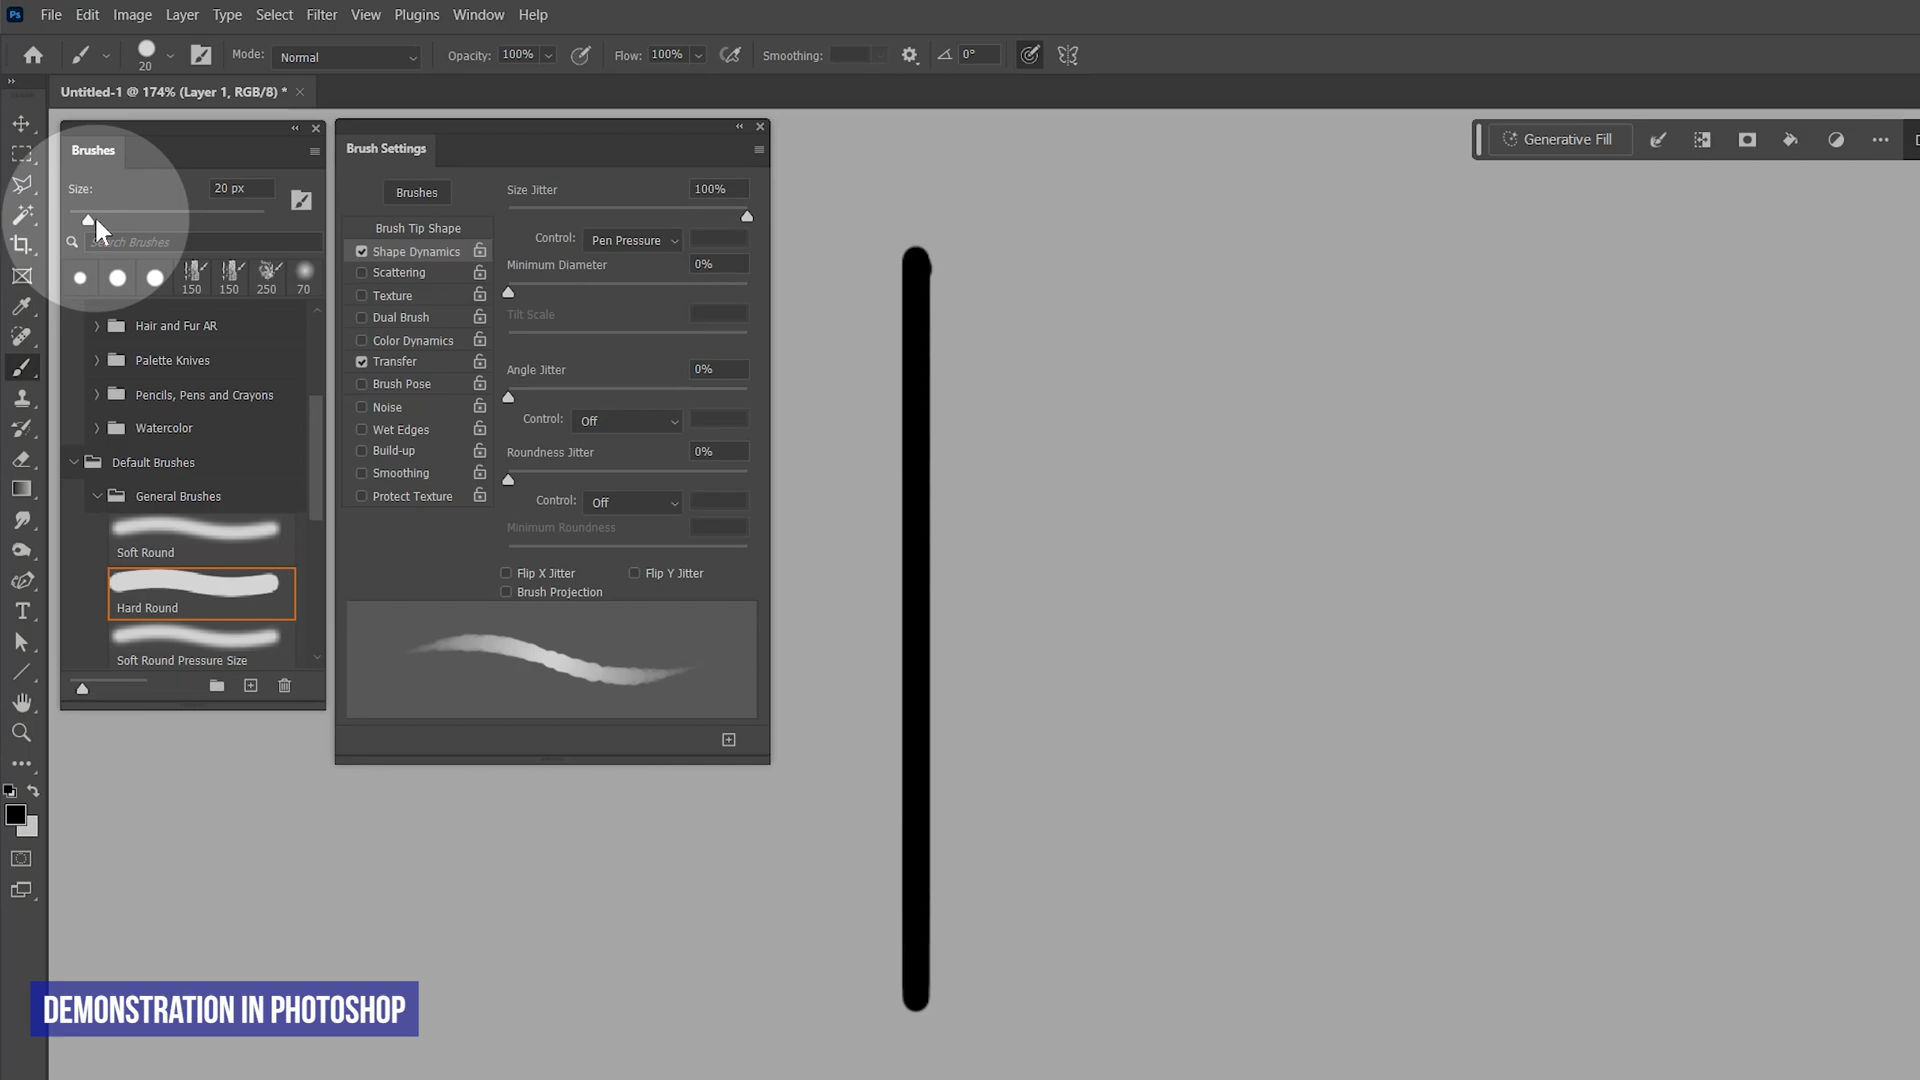 Ps File Edit Image Layer Type Select Filter View Plugins Window Help
20 Mode: Normal Opacity: 100% Flow: 100% Smoothing: 0°
Untitled-1 @ 174% (Layer 1, RGB/8) *
Generative Fill
Brushes
Size: 20 px
Search Brushes
150 150 250 70
Hair and Fur AR
Palette Knives
Pencils, Pens and Crayons
Watercolor
Default Brushes
General Brushes
Soft Round
Hard Round
Soft Round Pressure Size
Brush Settings
Brushes
Brush Tip Shape
Shape Dynamics
Scattering
Texture
Dual Brush
Color Dynamics
Transfer
Brush Pose
Noise
Wet Edges
Build-up
Smoothing
Protect Texture
Size Jitter 100%
Control: Pen Pressure
Minimum Diameter 0%
Tilt Scale
Angle Jitter 0%
Control: Off
Roundness Jitter 0%
Control: Off
Minimum Roundness
Flip X Jitter Flip Y Jitter
Brush Projection
DEMONSTRATION IN PHOTOSHOP